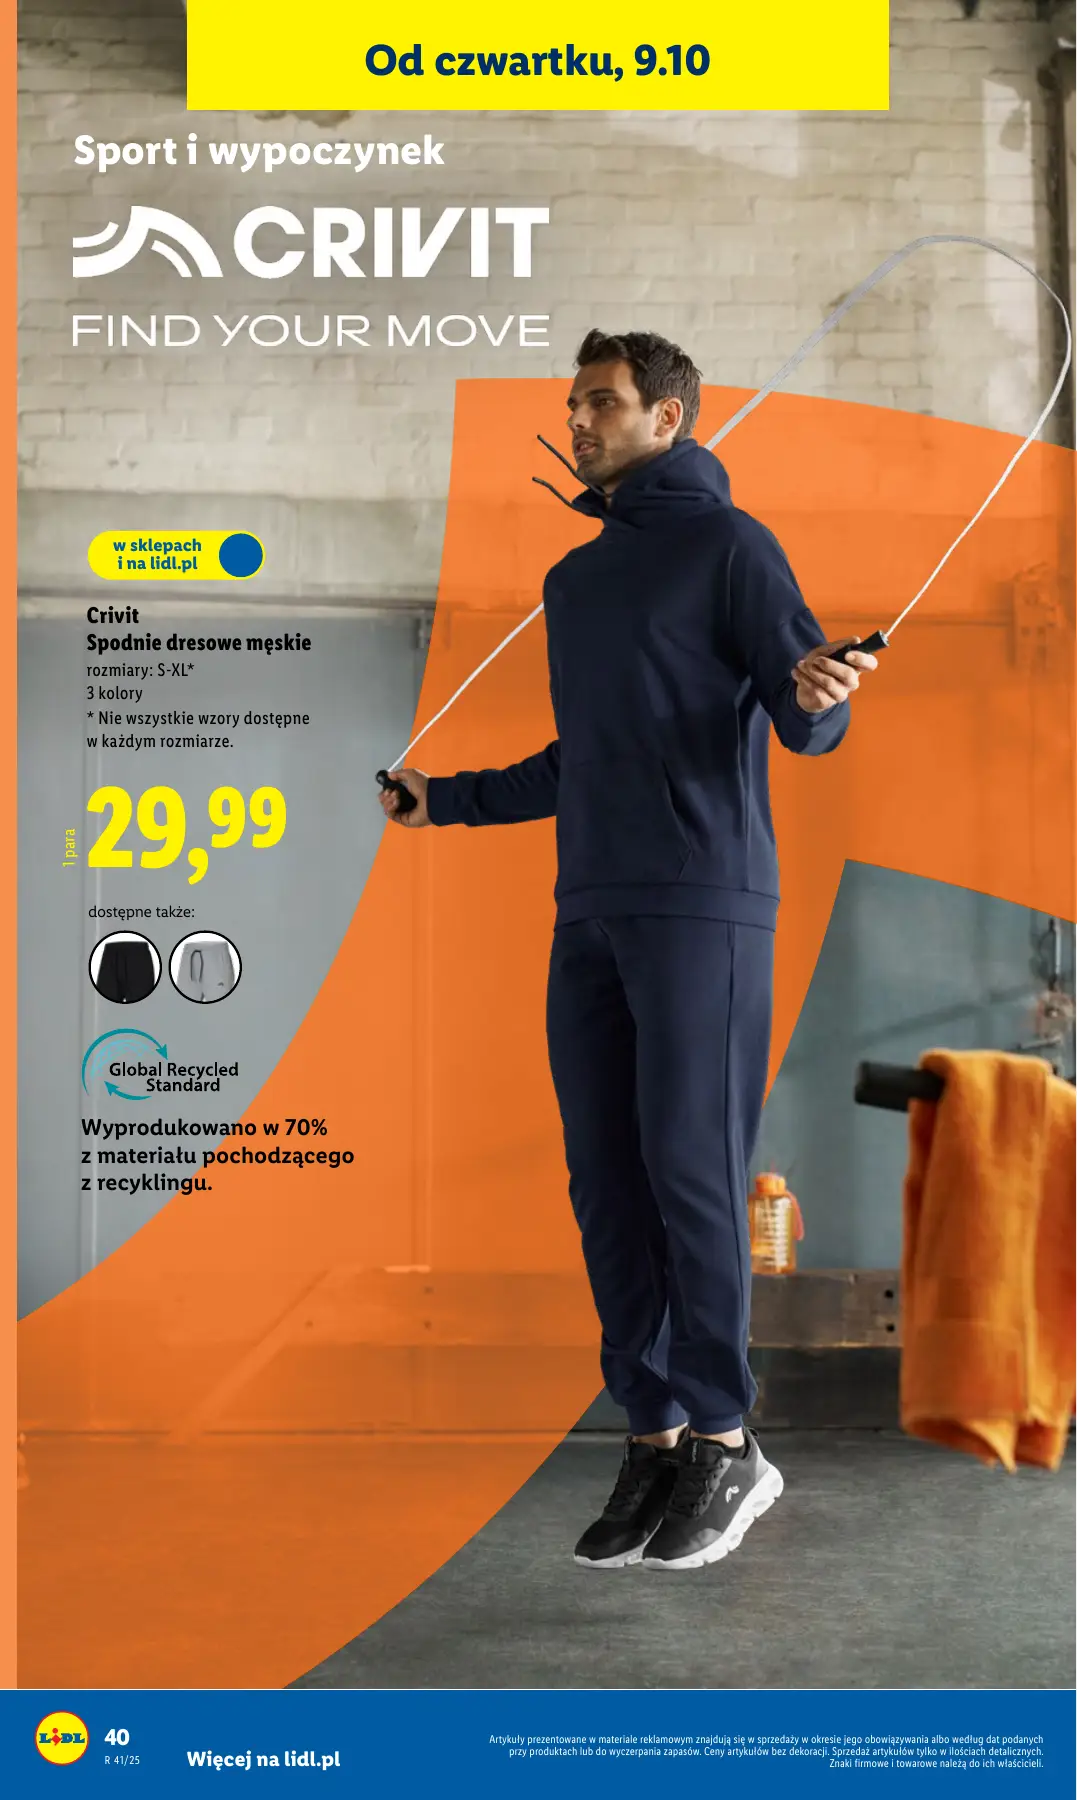 Od czwartku, 9.10
Sport i wypoczynek
CRIVIT
FIND YOUR MOVE
w sklepach
i na lidl.pl
Crivit
Spodnie dresowe męskie
rozmiary: S-XL*
3 kolory
* Nie wszystkie wzory dostępne
w każdym rozmiarze.
1 para
29,99
dostępne także:
Global Recycled
Standard
Wyprodukowano w 70%
z materiału pochodzącego
z recyklingu.
LIDL
40
R 41/25
Więcej na lidl.pl
Artykuły prezentowane w materiale reklamowym znajdują się w sprzedaży w okresie jego obowiązywania albo według dat podanych
przy produktach lub do wyczerpania zapasów. Ceny artykułów bez dekoracji. Sprzedaż artykułów tylko w ilościach detalicznych.
Znaki firmowe i towarowe należą do ich właścicieli.